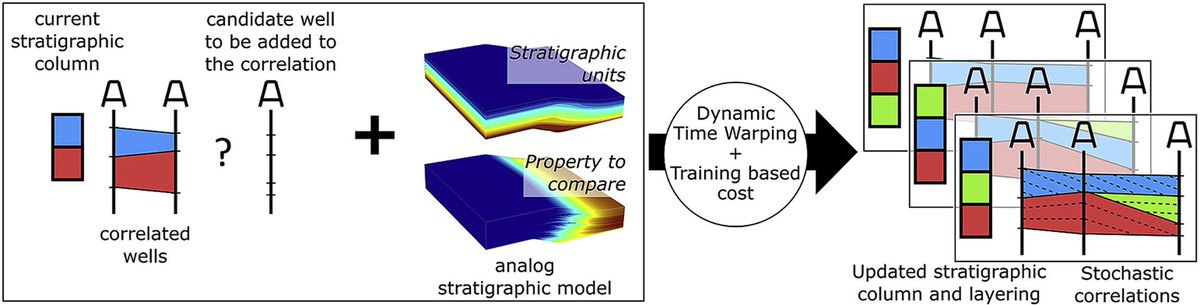 current
stratigraphic
column
candidate well
to be added to
the correlation
?
correlated
wells
+
Stratigraphic
units
Property to
compare
analog
stratigraphic model
Dynamic
Time Warping
+
Training based
cost
Updated stratigraphic
column and layering
Stochastic
correlations